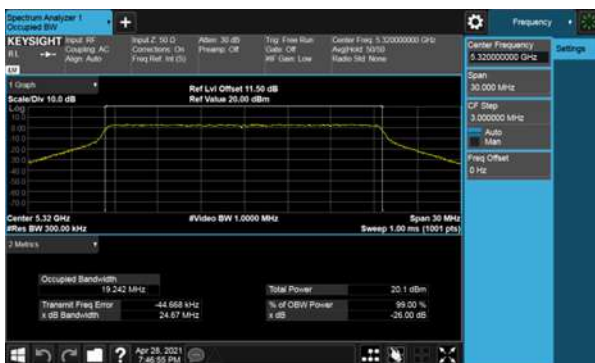 Spectrum Analyzer 1
Occupied BW
+
Frequency
KEYSIGHT
Input: RF
Coupling: AC
Align: Auto
Input Z: 50 Ω
Corrections: On
Freq Ref: Int (S)
Atten: 30 dB
Preamp: Off
Trig: Free Run
Gate: Off
#IF Gain: Low
Center Freq: 5.320000000 GHz
Avg|Hold: 50/50
Radio Std: None
Center Frequency
5.320000000 GHz
Settings
Span
30.000 MHz
CF Step
3.000000 MHz
Auto
Man
Freq Offset
0 Hz
1 Graph
Scale/Div 10.0 dB
Ref Lvl Offset 11.50 dB
Ref Value 20.00 dBm
Log
10.0
0.00
Center 5.32 GHz
#Res BW 300.00 kHz
#Video BW 1.0000 MHz
Span 30 MHz
Sweep 1.00 ms (1001 pts)
2 Metrics
Occupied Bandwidth
19.242 MHz
Total Power
20.1 dBm
Transmit Freq Error
-44.668 kHz
% of OBW Power
99.00 %
x dB Bandwidth
24.67 MHz
x dB
-26.00 dB
?
Apr 28, 2021
7:46:55 PM